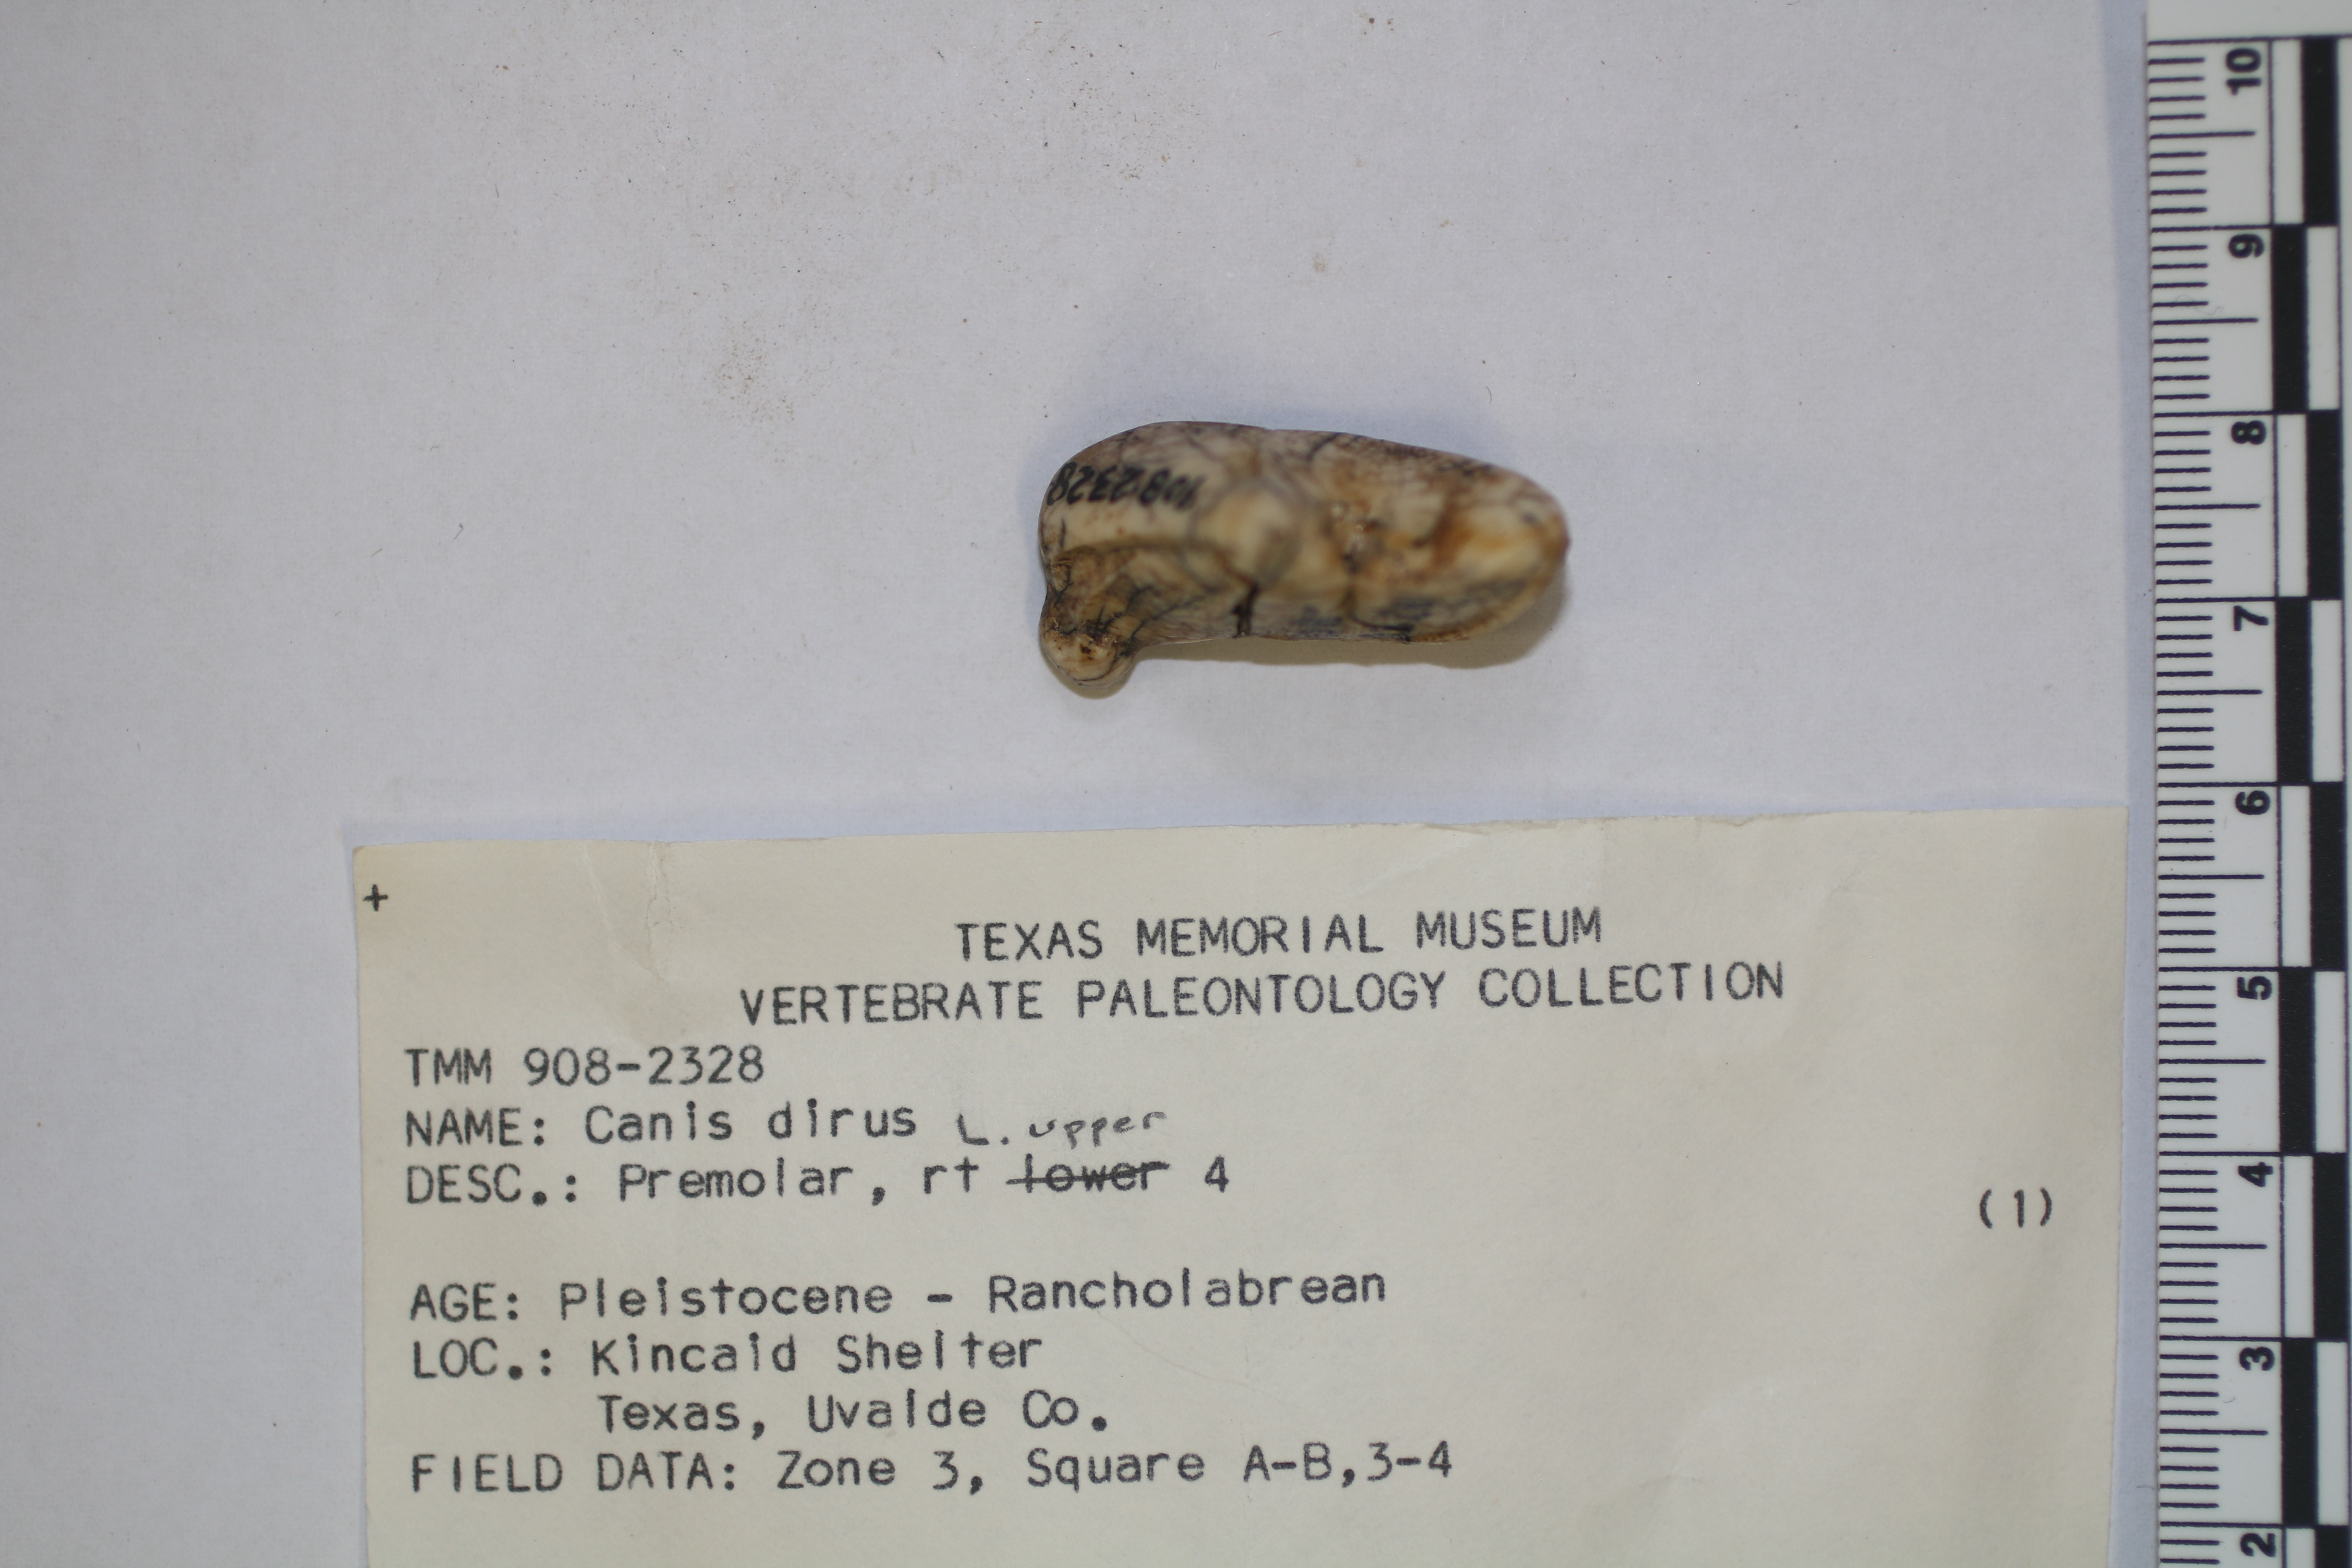 10
9
8
7
6
5
4
3
2
908 2328
+
TEXAS MEMORIAL MUSEUM
VERTEBRATE PALEONTOLOGY COLLECTION
TMM 908-2328
NAME: Canis dirus L. upper
DESC.: Premolar, rt lower 4
(1)
AGE: Pleistocene - Rancholabrean
LOC.: Kincaid Shelter
Texas, Uvalde Co.
FIELD DATA: Zone 3, Square A-B,3-4